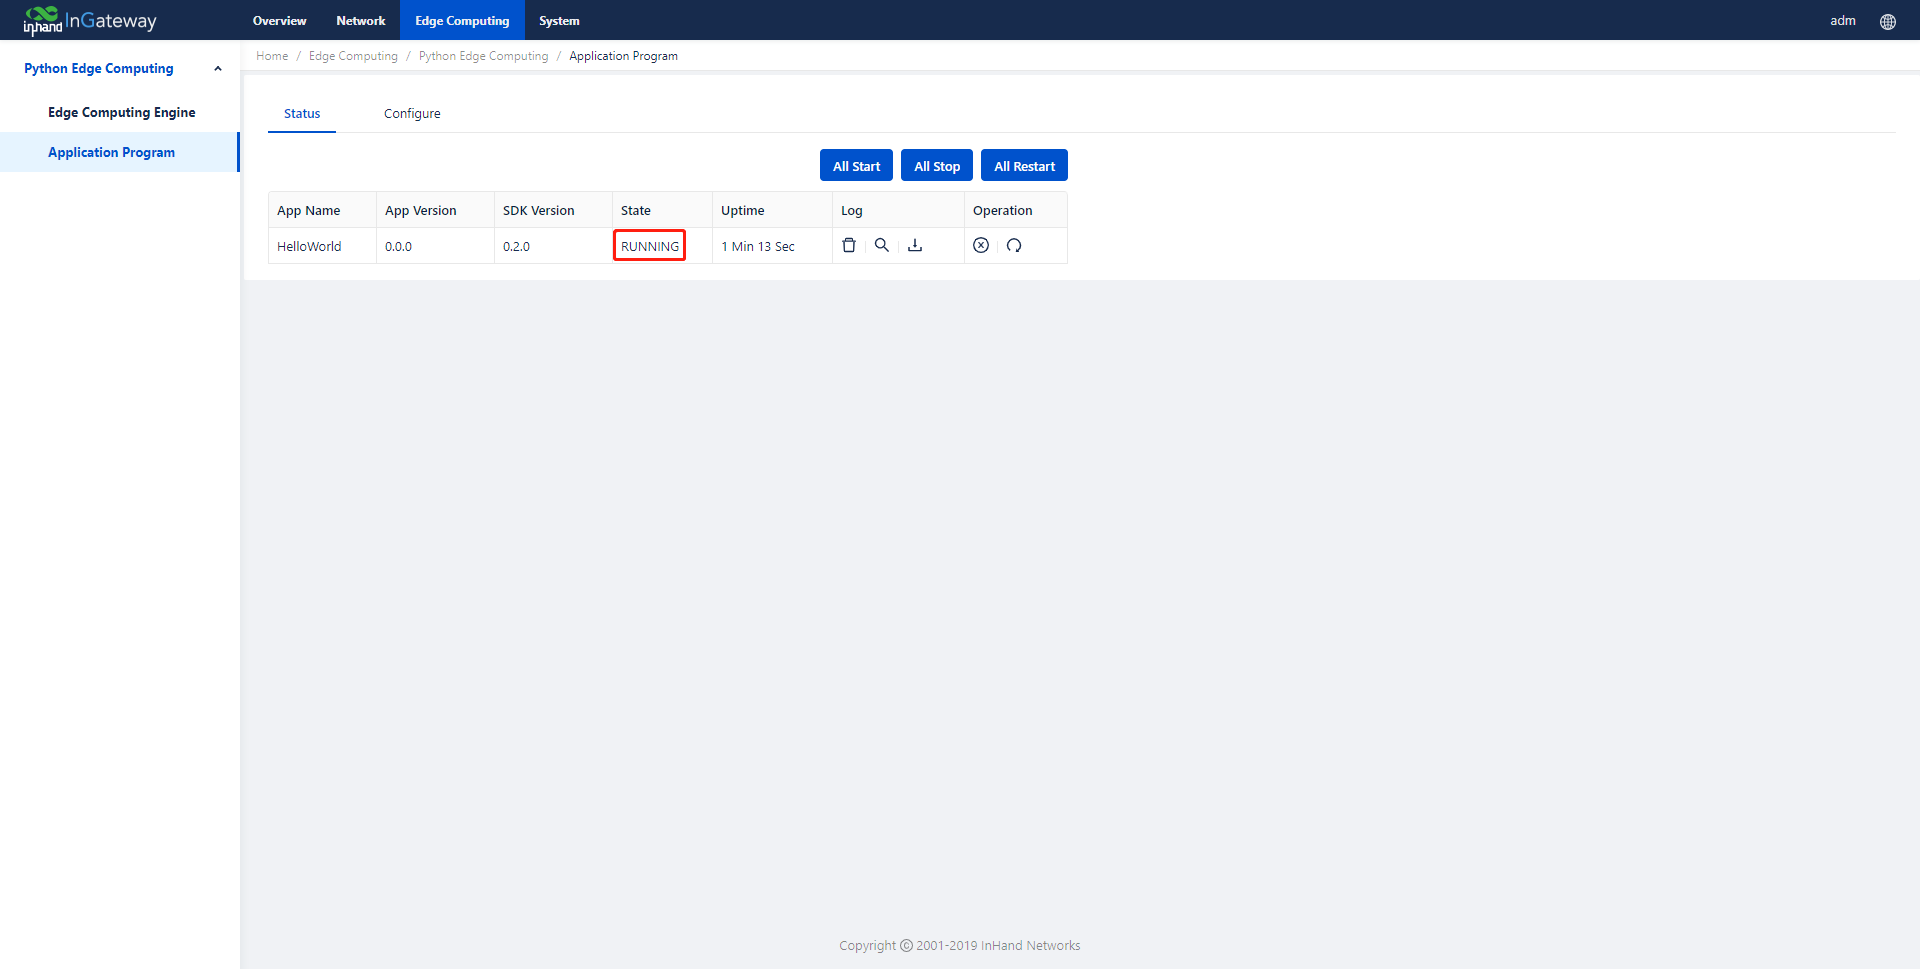 inhand InGateway Overview Network Edge Computing System adm
Home / Edge Computing / Python Edge Computing / Application Program
Python Edge Computing
Edge Computing Engine
Application Program
Status Configure
All Start All Stop All Restart
App Name App Version SDK Version State Uptime Log Operation
HelloWorld 0.0.0 0.2.0 RUNNING 1 Min 13 Sec
Copyright © 2001-2019 InHand Networks